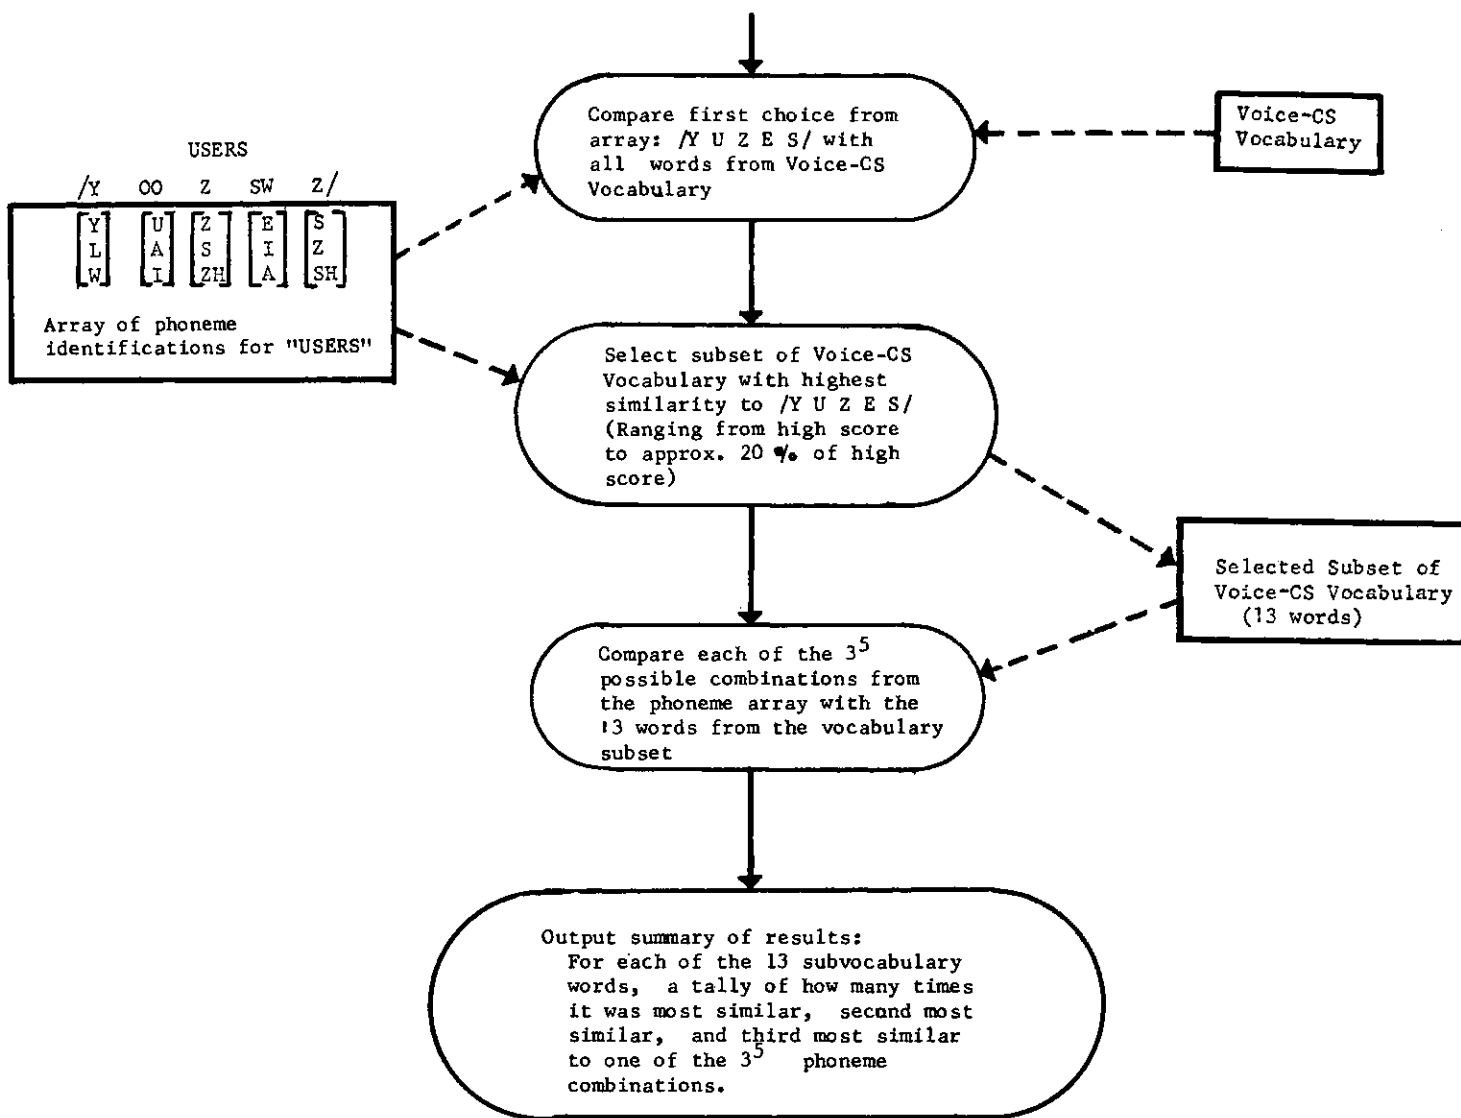 USERS
/Y OO Z SW Z/
[Y] [U] [Z] [E] [S]
[L] [A] [S] [I] [Z]
[W] [I] [ZH] [A] [SH]
Array of phoneme
identifications for "USERS"
Compare first choice from
array: /Y U Z E S/ with
all words from Voice-CS
Vocabulary
Voice-CS
Vocabulary
Select subset of Voice-CS
Vocabulary with highest
similarity to /Y U Z E S/
(Ranging from high score
to approx. 20 % of high
score)
Selected Subset of
Voice-CS Vocabulary
(13 words)
Compare each of the 3^5
possible combinations from
the phoneme array with the
13 words from the vocabulary
subset
Output summary of results:
For each of the 13 subvocabulary
words, a tally of how many times
it was most similar, second most
similar, and third most similar
to one of the 3^5 phoneme
combinations.